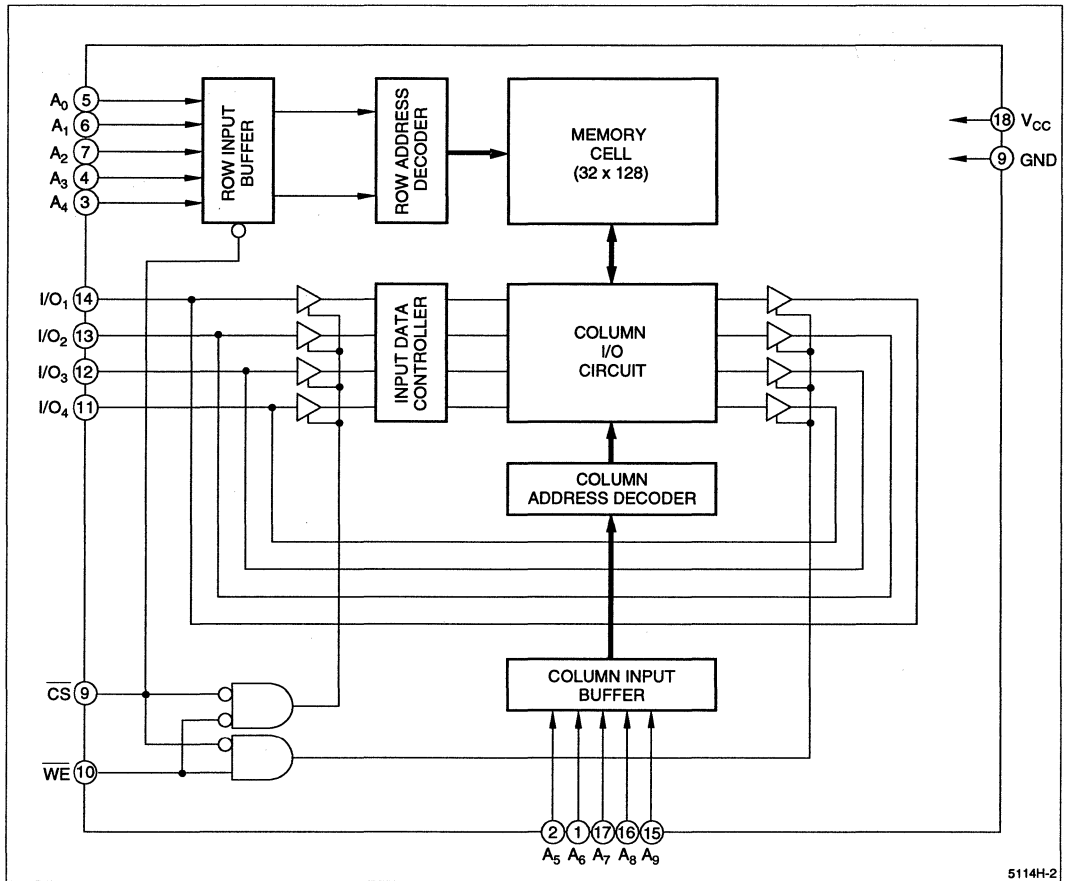 A0 5
A1 6
A2 7
A3 4
A4 3
ROW INPUT
BUFFER
ROW ADDRESS
DECODER
MEMORY
CELL
(32 x 128)
18 VCC
9 GND
I/O1 14
I/O2 13
I/O3 12
I/O4 11
INPUT DATA
CONTROLLER
COLUMN
I/O
CIRCUIT
COLUMN
ADDRESS DECODER
COLUMN INPUT
BUFFER
C̅S̅ 9
W̅E̅ 10
2 1 17 16 15
A5 A6 A7 A8 A9
5114H-2